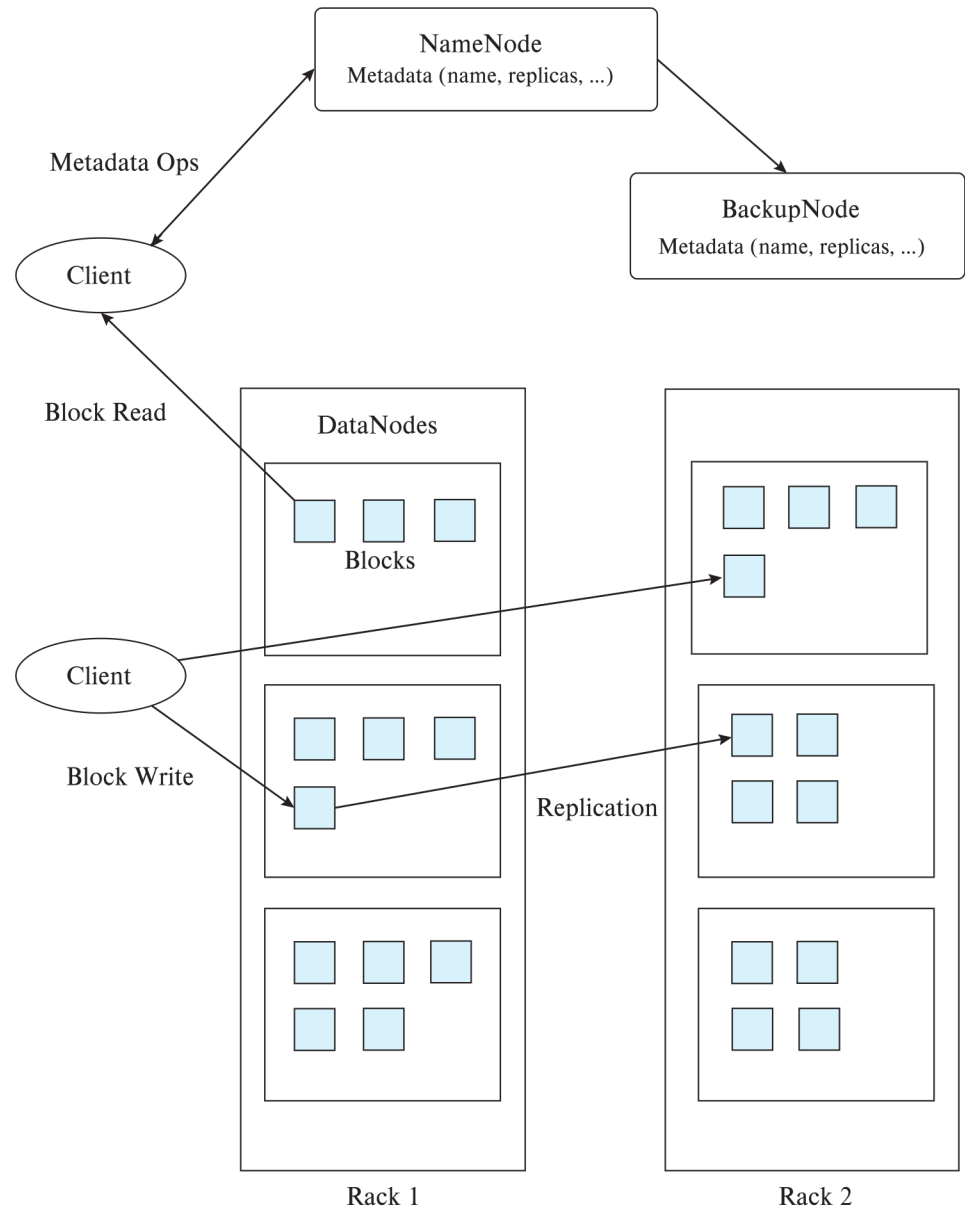 NameNode
Metadata (name, replicas, ...)
Metadata Ops
BackupNode
Metadata (name, replicas, ...)
Client
Block Read
DataNodes
Blocks
Client
Block Write
Replication
Rack 1
Rack 2